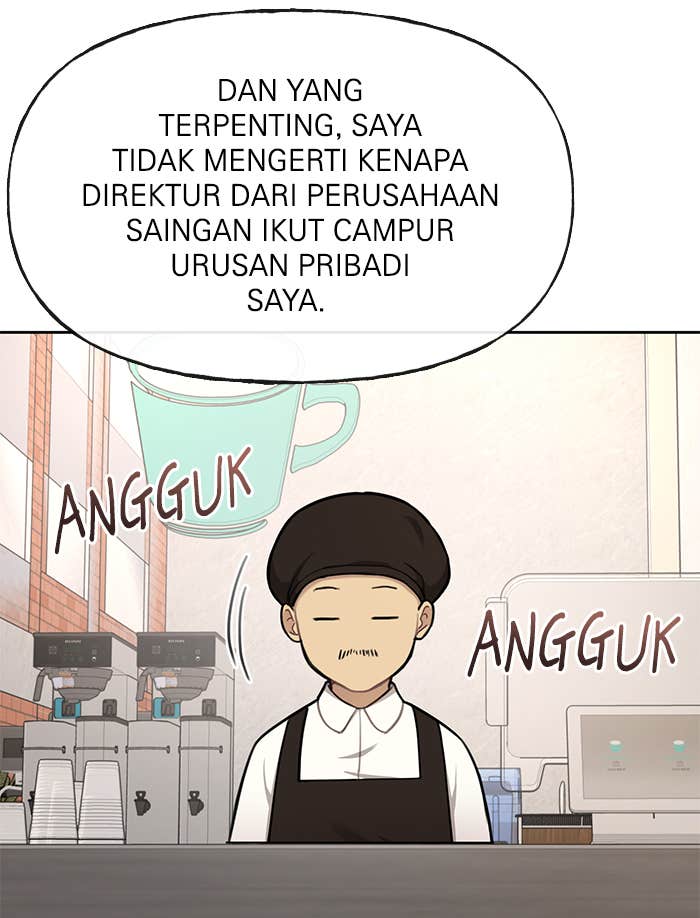 DAN YANG
TERPENTING, SAYA
TIDAK MENGERTI KENAPA
DIREKTUR DARI PERUSAHAAN
SAINGAN IKUT CAMPUR
URUSAN PRIBADI
SAYA.
ANGGUK
ANGGUK